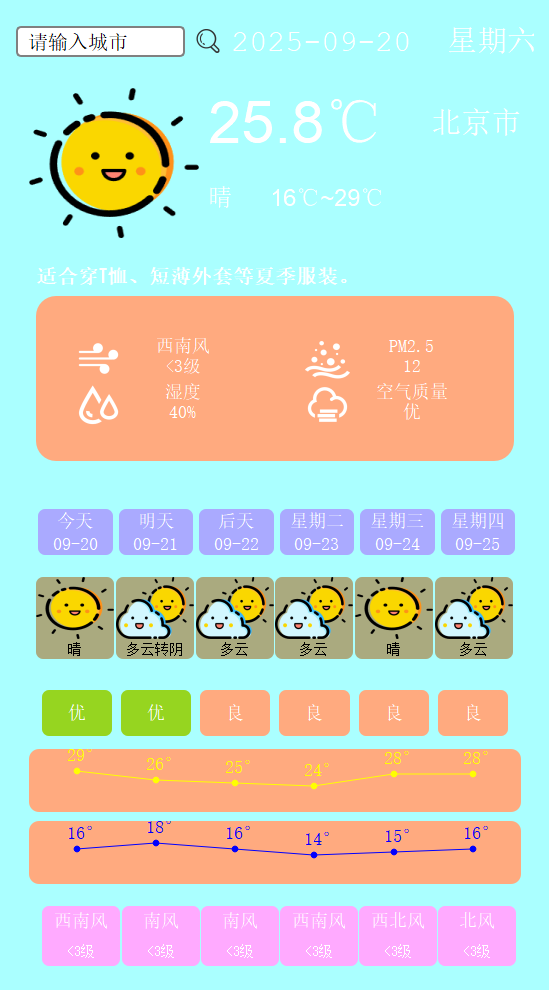 请输入城市 2025-09-20 星期六
25.8℃ 北京市
晴 16℃~29℃
适合穿T恤、短薄外套等夏季服装。
西南风 PM2.5
<3级 12
湿度 空气质量
40% 优
今天 明天 后天 星期二 星期三 星期四
09-20 09-21 09-22 09-23 09-24 09-25
晴 多云转阴 多云 多云 晴 多云
优 优 良 良 良 良
29° 26° 25° 24° 28° 28°
16° 18° 16° 14° 15° 16°
西南风 南风 南风 西南风 西北风 北风
<3级 <3级 <3级 <3级 <3级 <3级